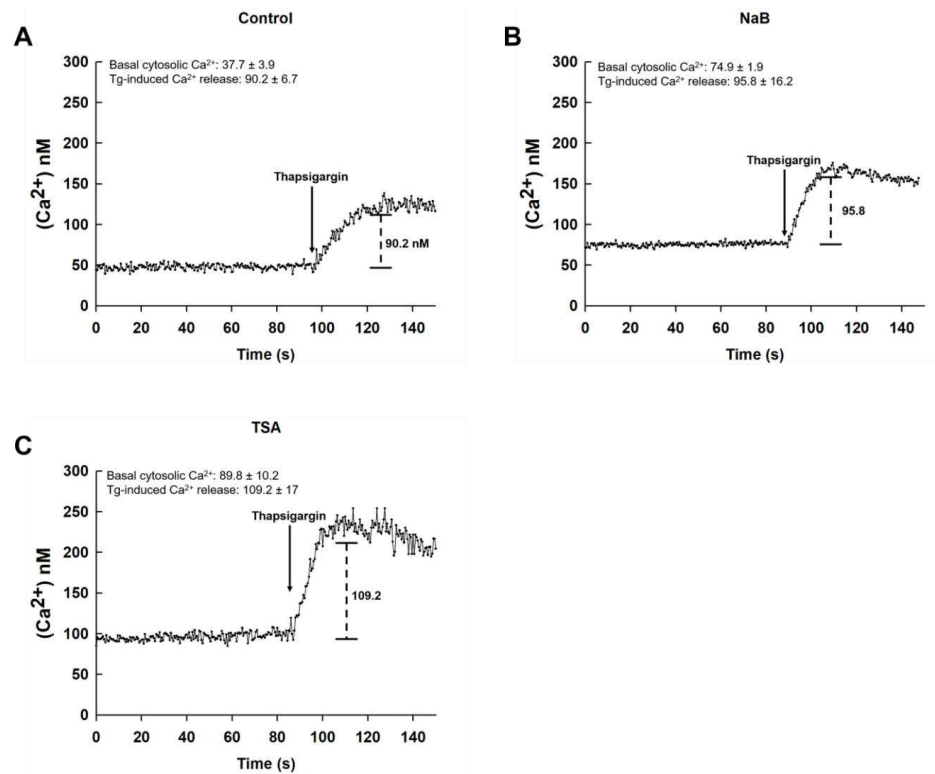 Control
A
Basal cytosolic Ca²⁺: 37.7 ± 3.9
Tg-induced Ca²⁺ release: 90.2 ± 6.7
300
250
200
150
100
50
0
(Ca²⁺) nM
Thapsigargin
90.2 nM
0 20 40 60 80 100 120 140
Time (s)
NaB
B
Basal cytosolic Ca²⁺: 74.9 ± 1.9
Tg-induced Ca²⁺ release: 95.8 ± 16.2
300
250
200
150
100
50
0
(Ca²⁺) nM
Thapsigargin
95.8
0 20 40 60 80 100 120 140
Time (s)
TSA
C
Basal cytosolic Ca²⁺: 89.8 ± 10.2
Tg-induced Ca²⁺ release: 109.2 ± 17
300
250
200
150
100
50
0
(Ca²⁺) nM
Thapsigargin
109.2
0 20 40 60 80 100 120 140
Time (s)